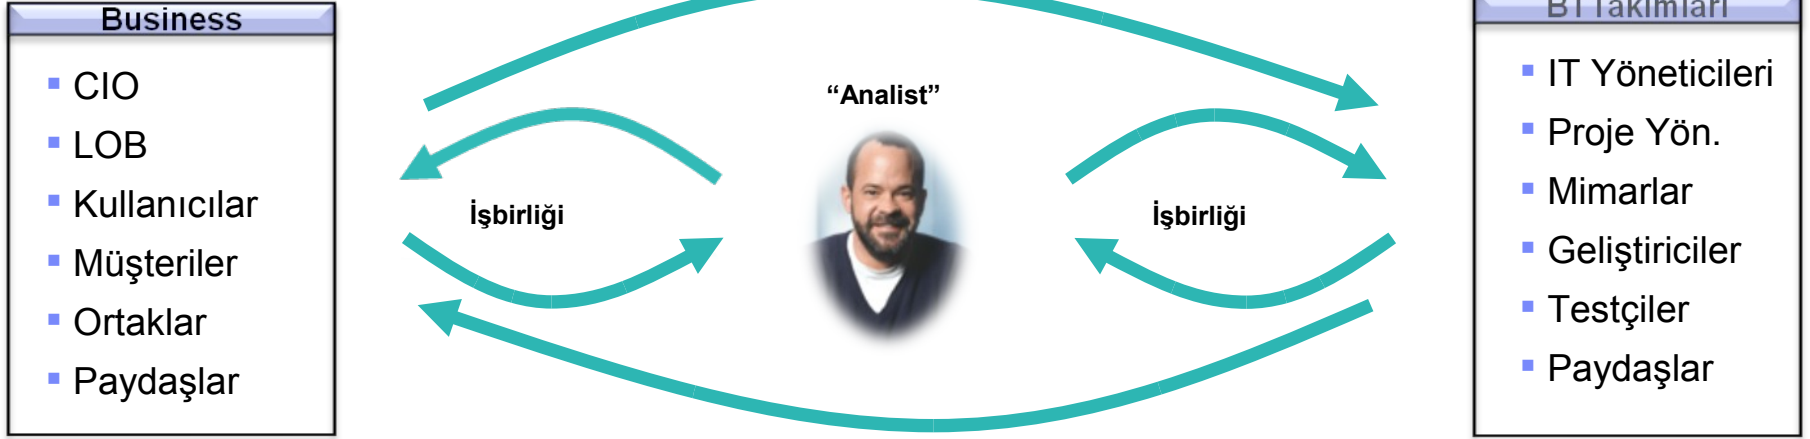 Business
CIO
LOB
Kullanıcılar
Müşteriler
Ortaklar
Paydaşlar
“Analist”
İşbirliği
İşbirliği
BT Takımları
IT Yöneticileri
Proje Yön.
Mimarlar
Geliştiriciler
Testçiler
Paydaşlar